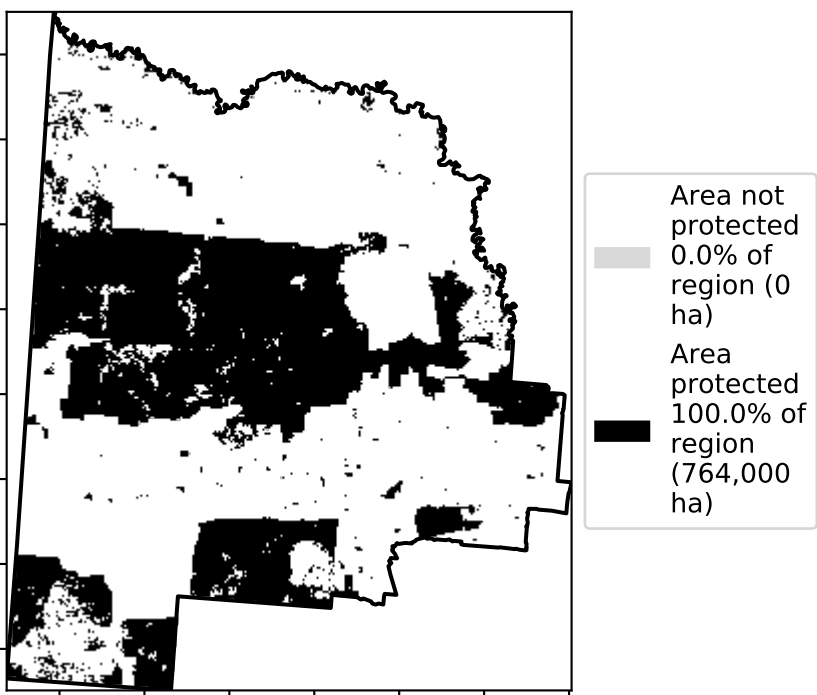 Area not
protected
0.0% of
region (0
ha)
Area
protected
100.0% of
region
(764,000
ha)